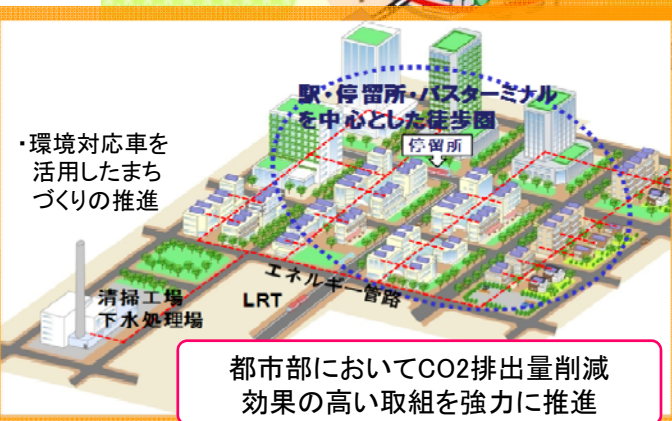 駅・停留所・バスターミナル
を中心とした徒歩圏
停留所
・環境対応車を
活用したまち
づくりの推進
エネルギー管路
清掃工場
下水処理場
LRT
都市部においてCO2排出量削減
効果の高い取組を強力に推進